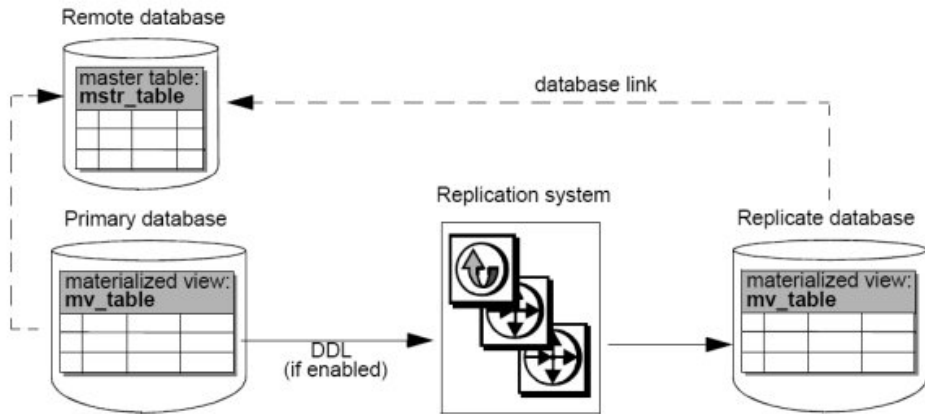 Remote database
master table:
mstr_table
database link
Primary database
materialized view:
mv_table
DDL
(if enabled)
Replication system
Replicate database
materialized view:
mv_table